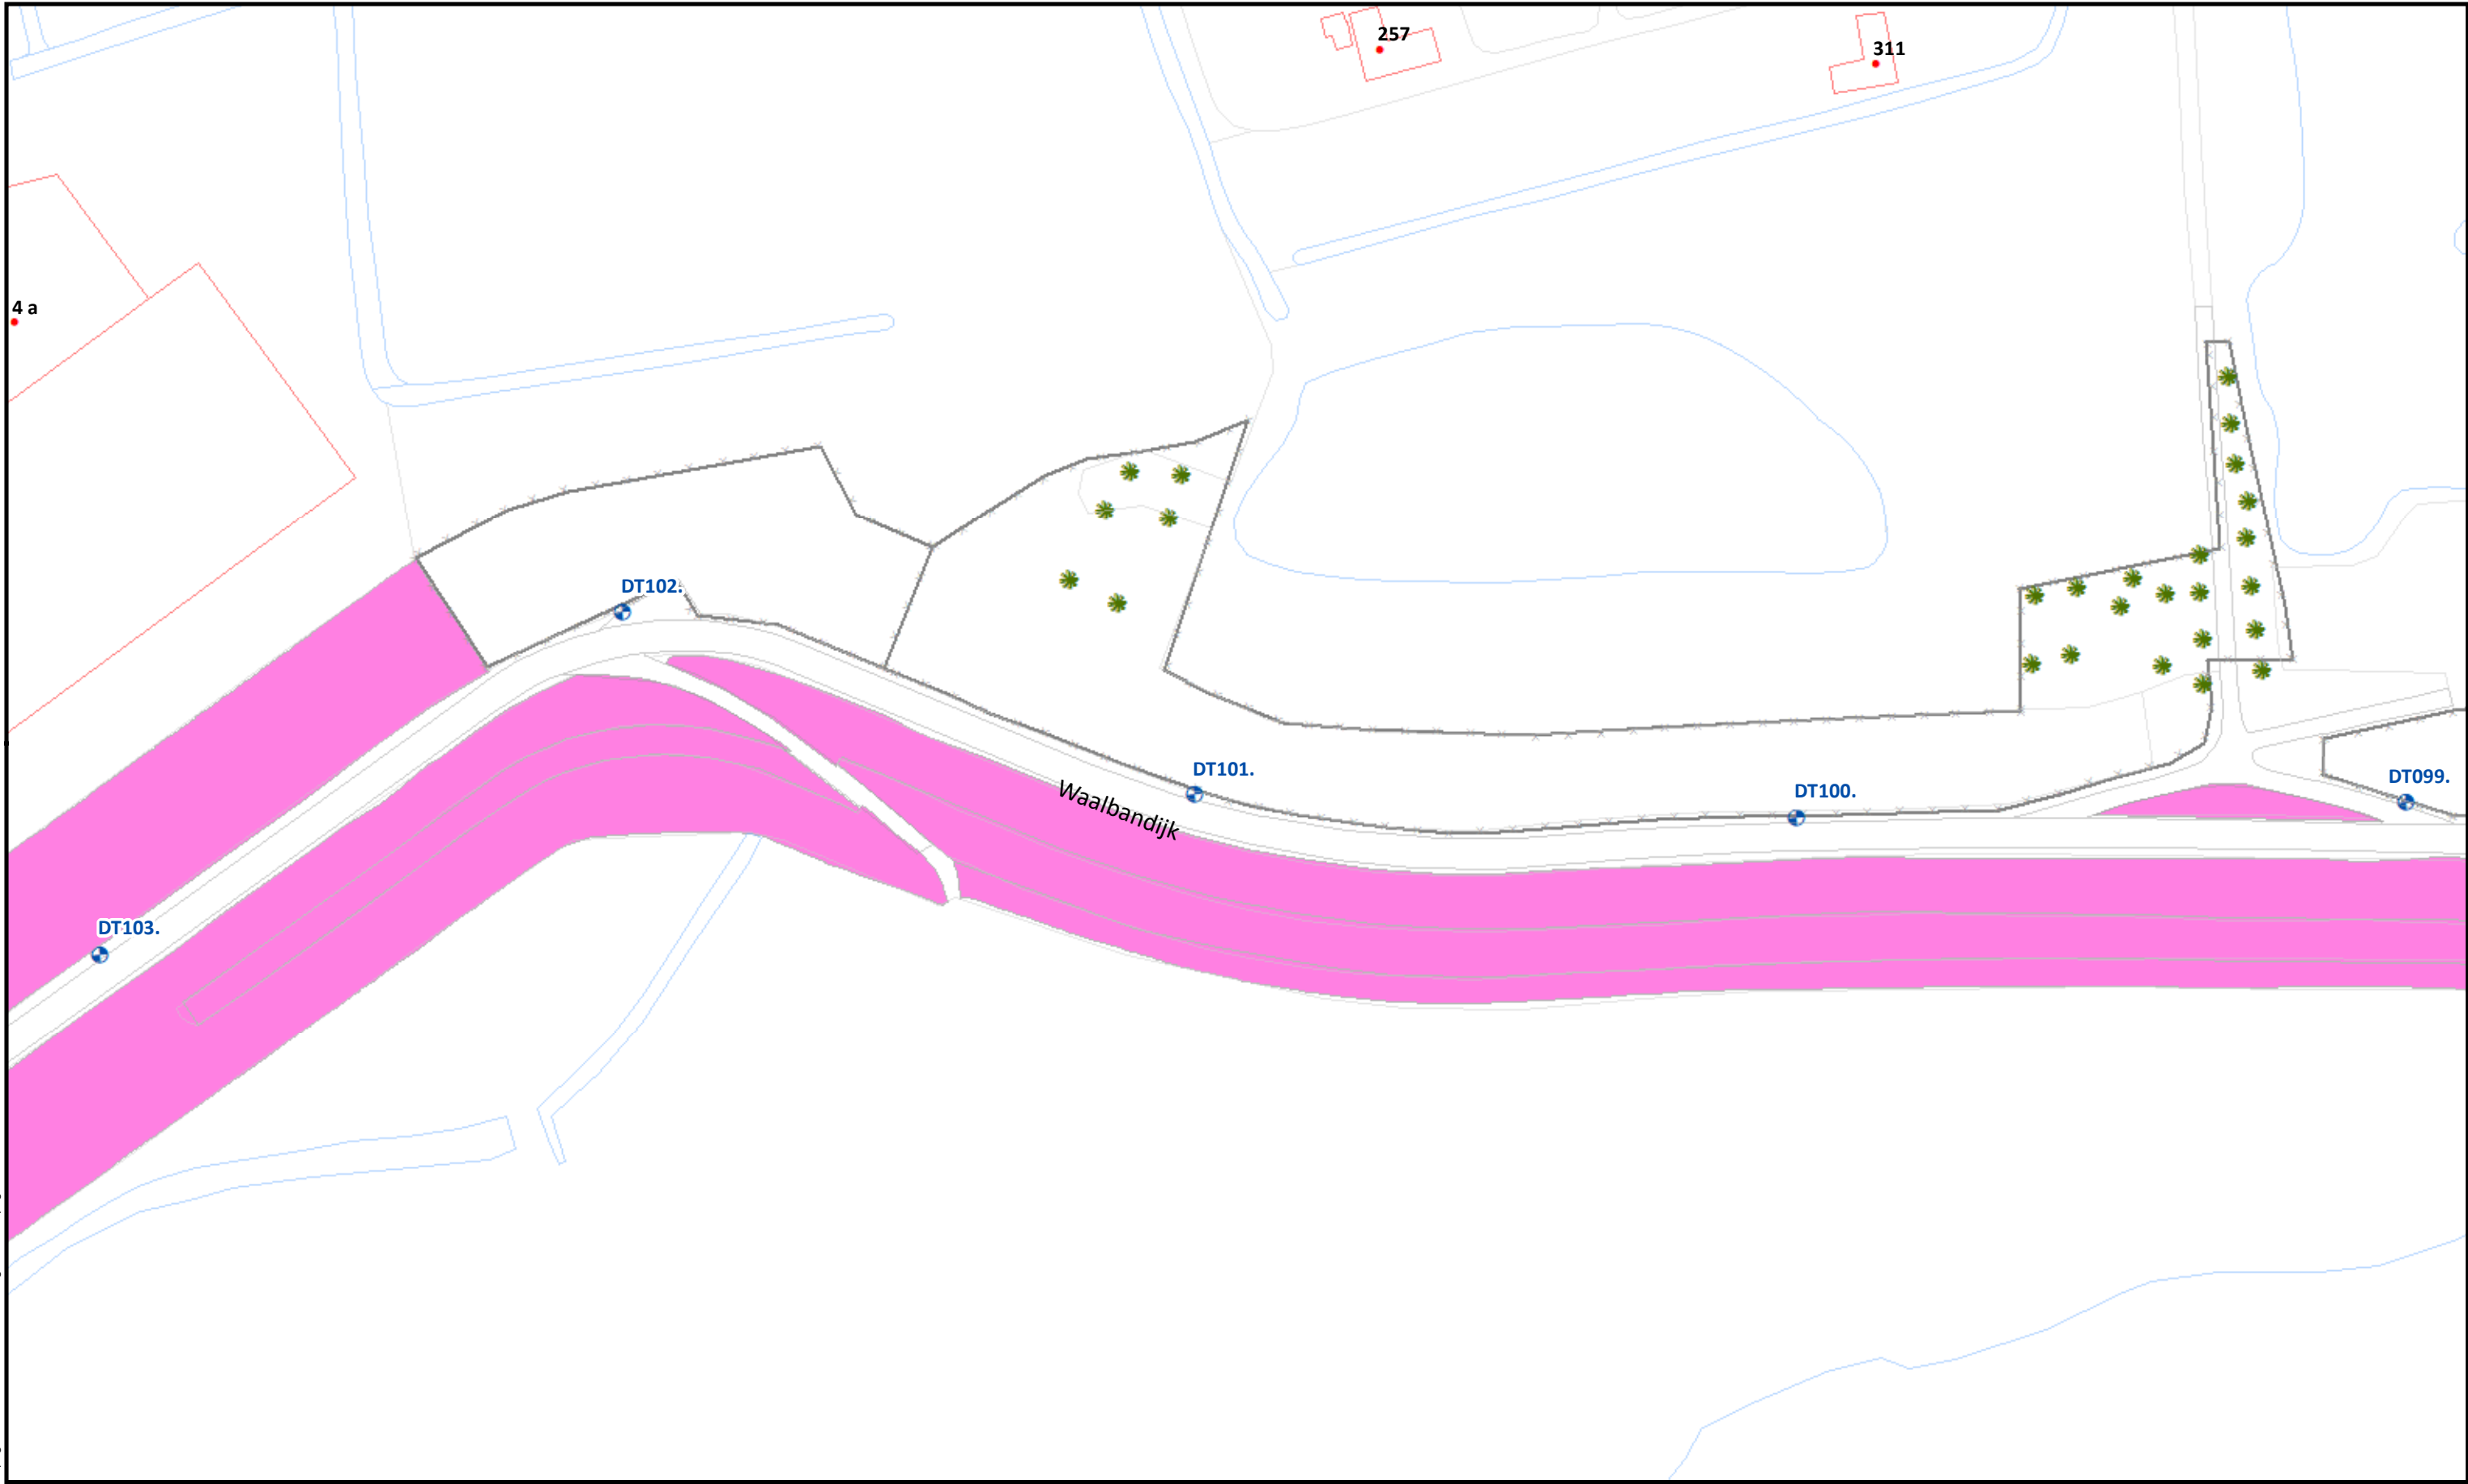 257
311
4 a
DT102.
DT101.
DT099.
DT100.
Waalbandijk
DT103.